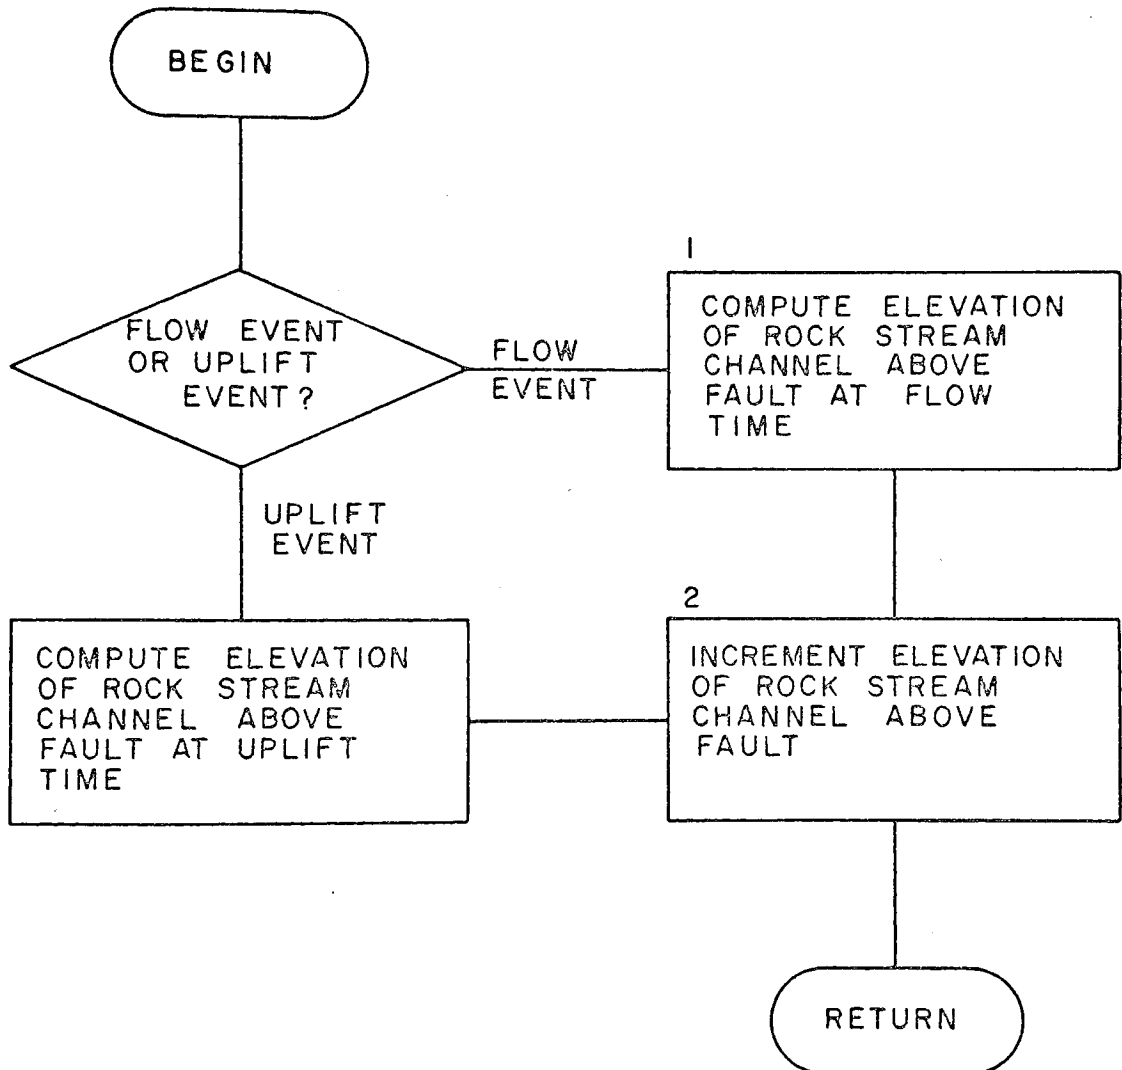 BEGIN
FLOW EVENT
OR UPLIFT
EVENT?
FLOW
EVENT
1
COMPUTE ELEVATION
OF ROCK STREAM
CHANNEL ABOVE
FAULT AT FLOW
TIME
UPLIFT
EVENT
COMPUTE ELEVATION
OF ROCK STREAM
CHANNEL ABOVE
FAULT AT UPLIFT
TIME
2
INCREMENT ELEVATION
OF ROCK STREAM
CHANNEL ABOVE
FAULT
RETURN